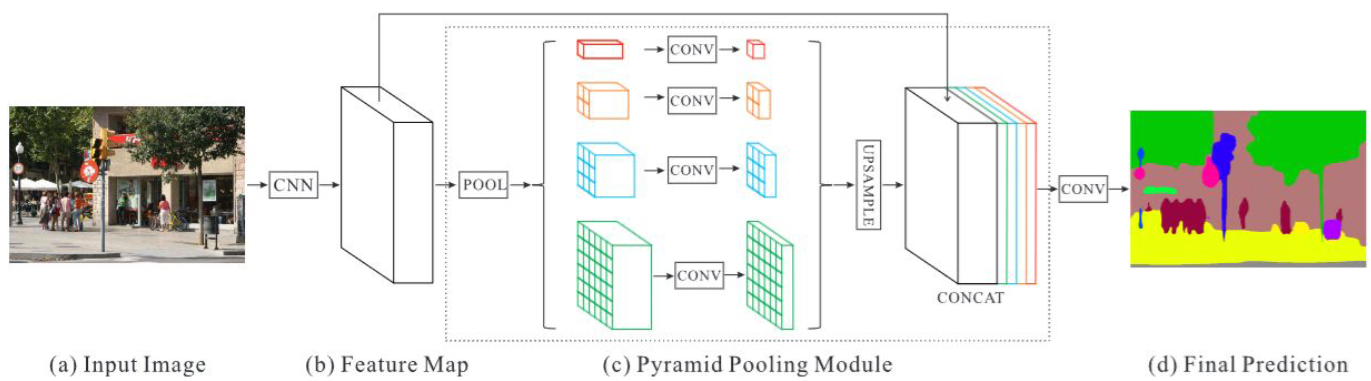 CNN
POOL
CONV
CONV
CONV
CONV
UPSAMPLE
CONCAT
CONV
(a) Input Image
(b) Feature Map
(c) Pyramid Pooling Module
(d) Final Prediction